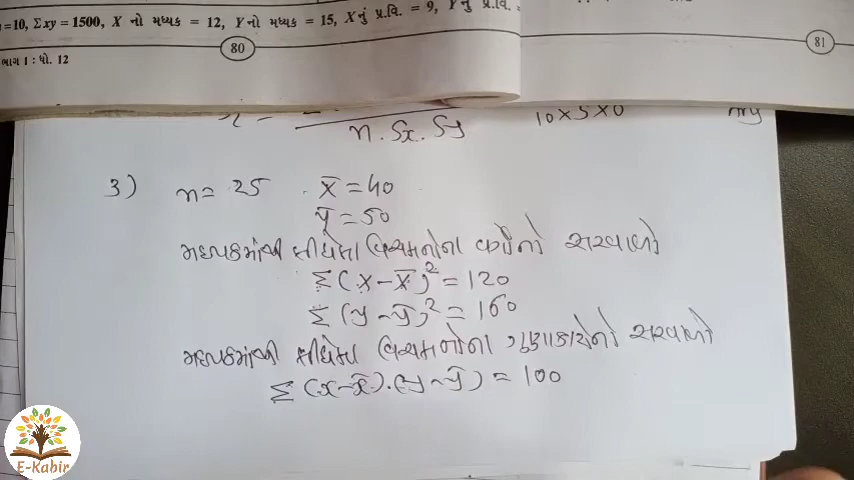 =10, Σxy = 1500, X નો મધ્યક = 12, Y નો મધ્યક = 15, X નું પ્ર.વિ. = 9, Y નું પ્ર.વિ. =
80
81
ભાગ 1 : પો. 12
n . Sx. Sy
10×5×0
3) n = 25 x̄ = 40
ȳ = 50
મધ્યકમાંથી લીધેલા વિચલનોના વર્ગોનો સરવાળો
Σ(x-x̄)² = 120
Σ(y-ȳ)² = 160
મધ્યકમાંથી લીધેલા વિચલનોના ગુણાકારોનો સરવાળો
Σ(x-x̄).(y-ȳ) = 100
E-Kabir